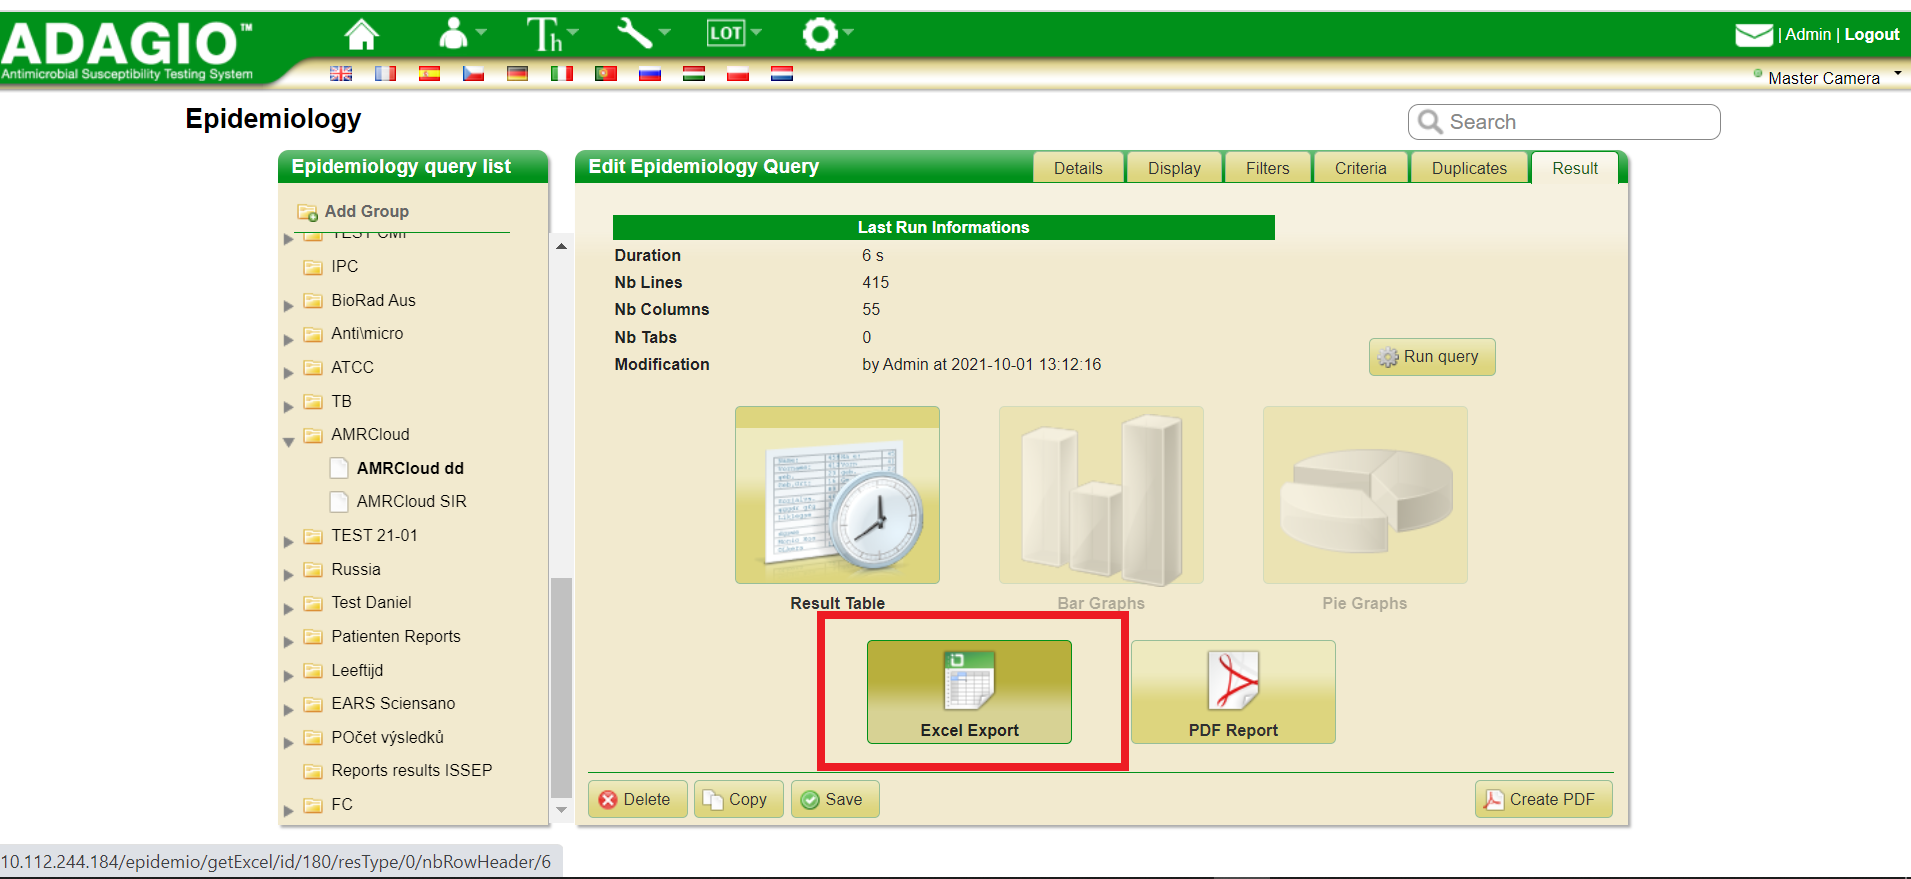 ADAGIO™
Antimicrobial Susceptibility Testing System
Th
LOT
| Admin | Logout
Master Camera
Epidemiology
Search
Epidemiology query list
Add Group
TEST CMI
IPC
BioRad Aus
Anti\micro
ATCC
TB
AMRCloud
AMRCloud dd
AMRCloud SIR
TEST 21-01
Russia
Test Daniel
Patienten Reports
Leeftijd
EARS Sciensano
POčet výsledků
Reports results ISSEP
FC
Edit Epidemiology Query
Details
Display
Filters
Criteria
Duplicates
Result
Last Run Informations
Duration 6 s
Nb Lines 415
Nb Columns 55
Nb Tabs 0
Modification by Admin at 2021-10-01 13:12:16
Run query
Result Table
Bar Graphs
Pie Graphs
Excel Export
PDF Report
Delete
Copy
Save
Create PDF
10.112.244.184/epidemio/getExcel/id/180/resType/0/nbRowHeader/6